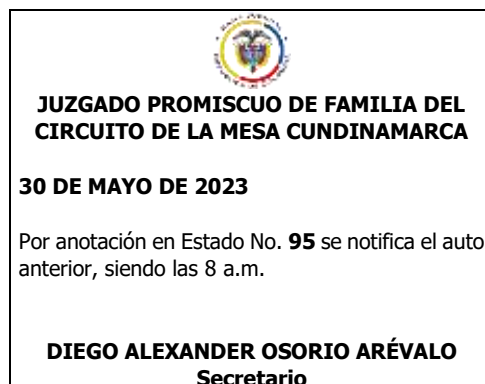 JUZGADO PROMISCUO DE FAMILIA DEL
CIRCUITO DE LA MESA CUNDINAMARCA
30 DE MAYO DE 2023
Por anotación en Estado No. 95 se notifica el auto
anterior, siendo las 8 a.m.
DIEGO ALEXANDER OSORIO ARÉVALO
Secretario